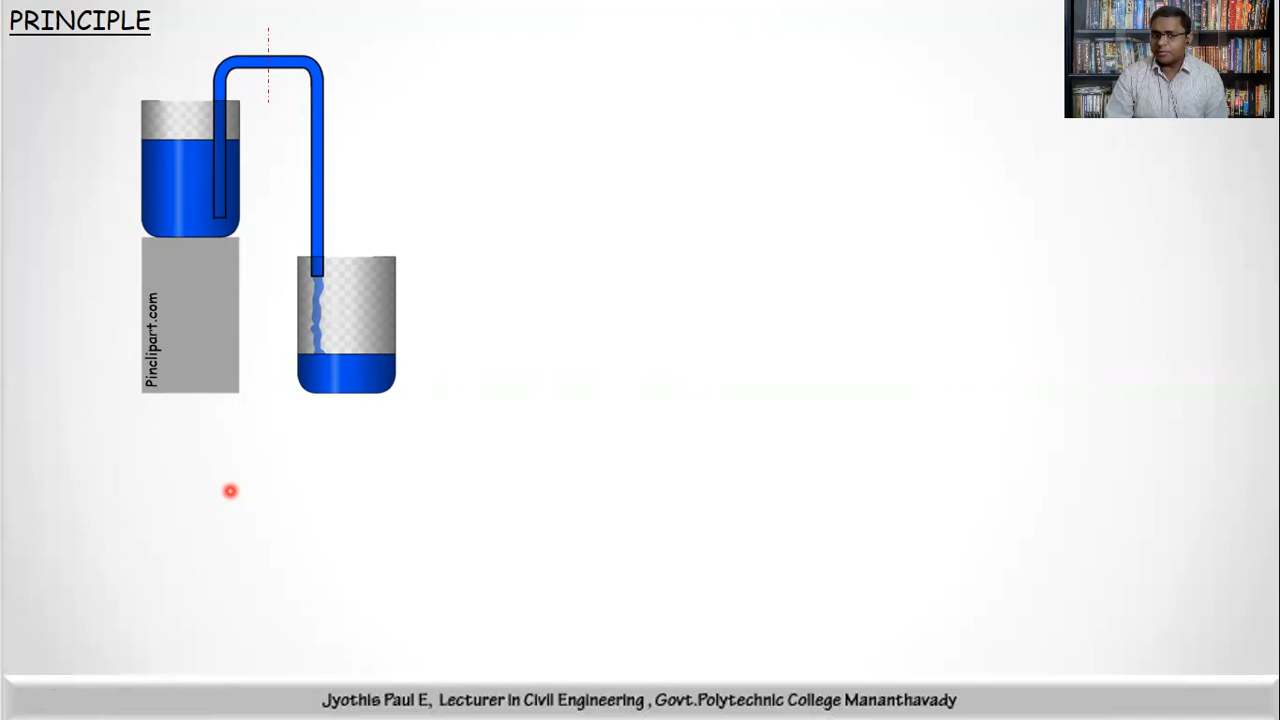 PRINCIPLE
Pinclipart.com
Jyothis Paul E, Lecturer in Civil Engineering , Govt.Polytechnic College Mananthavady